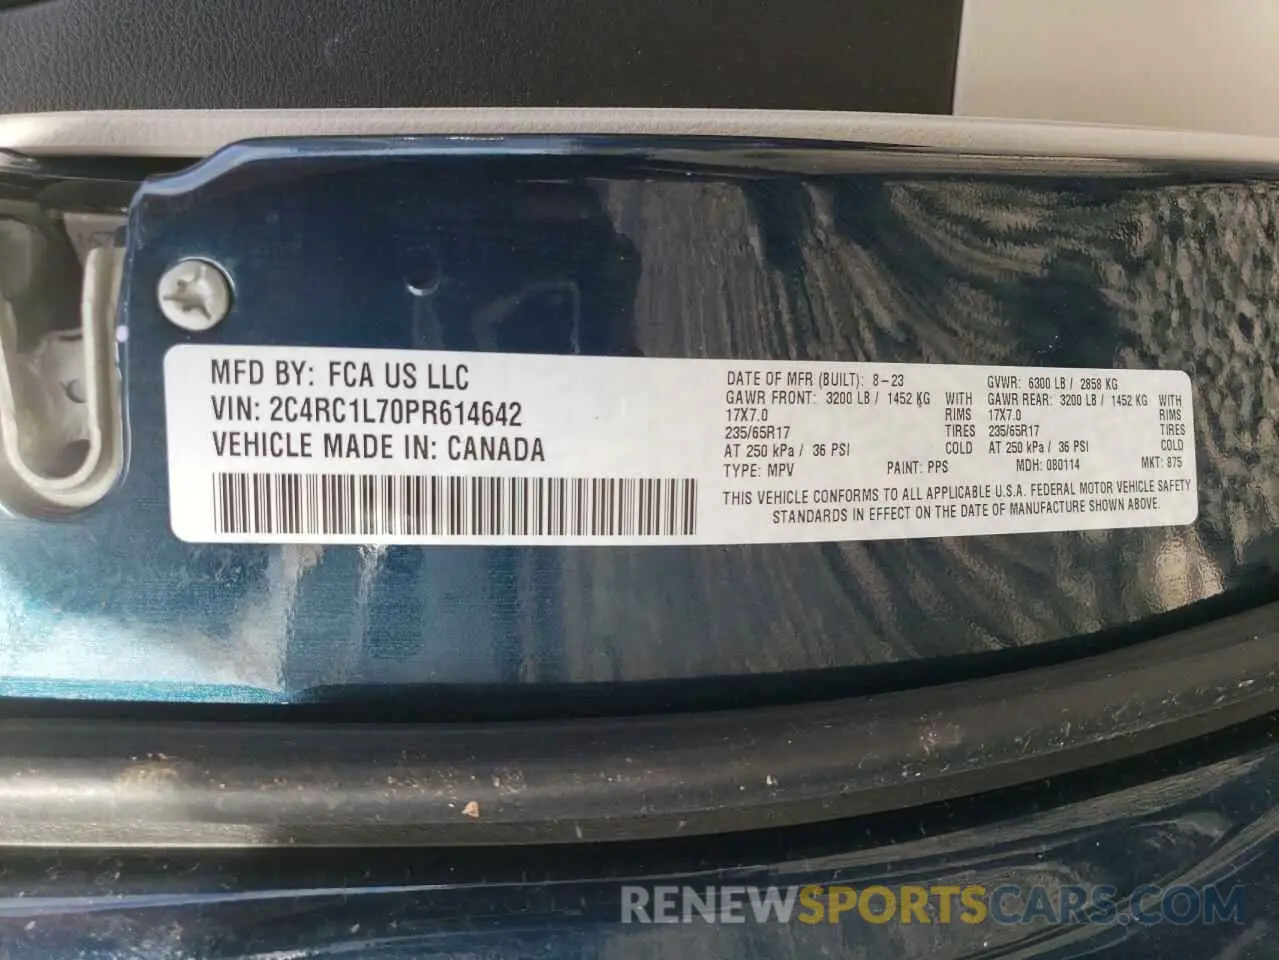 MFD BY: FCA US LLC
VIN: 2C4RC1L70PR614642
VEHICLE MADE IN: CANADA
DATE OF MFR (BUILT): 8-23 GVWR: 6300 LB / 2858 KG
GAWR FRONT: 3200 LB / 1452 KG WITH GAWR REAR: 3200 LB / 1452 KG WITH
17X7.0 RIMS 17X7.0 RIMS
235/65R17 TIRES 235/65R17 TIRES
AT 250 kPA / 36 PSI COLD AT 250 kPA / 36 PSI COLD
TYPE: MPV PAINT: PPS MDH: 080114 MKT: 875
THIS VEHICLE CONFORMS TO ALL APPLICABLE U.S.A. FEDERAL MOTOR VEHICLE SAFETY
STANDARDS IN EFFECT ON THE DATE OF MANUFACTURE SHOWN ABOVE.
RENEWSPORTSCARS.COM